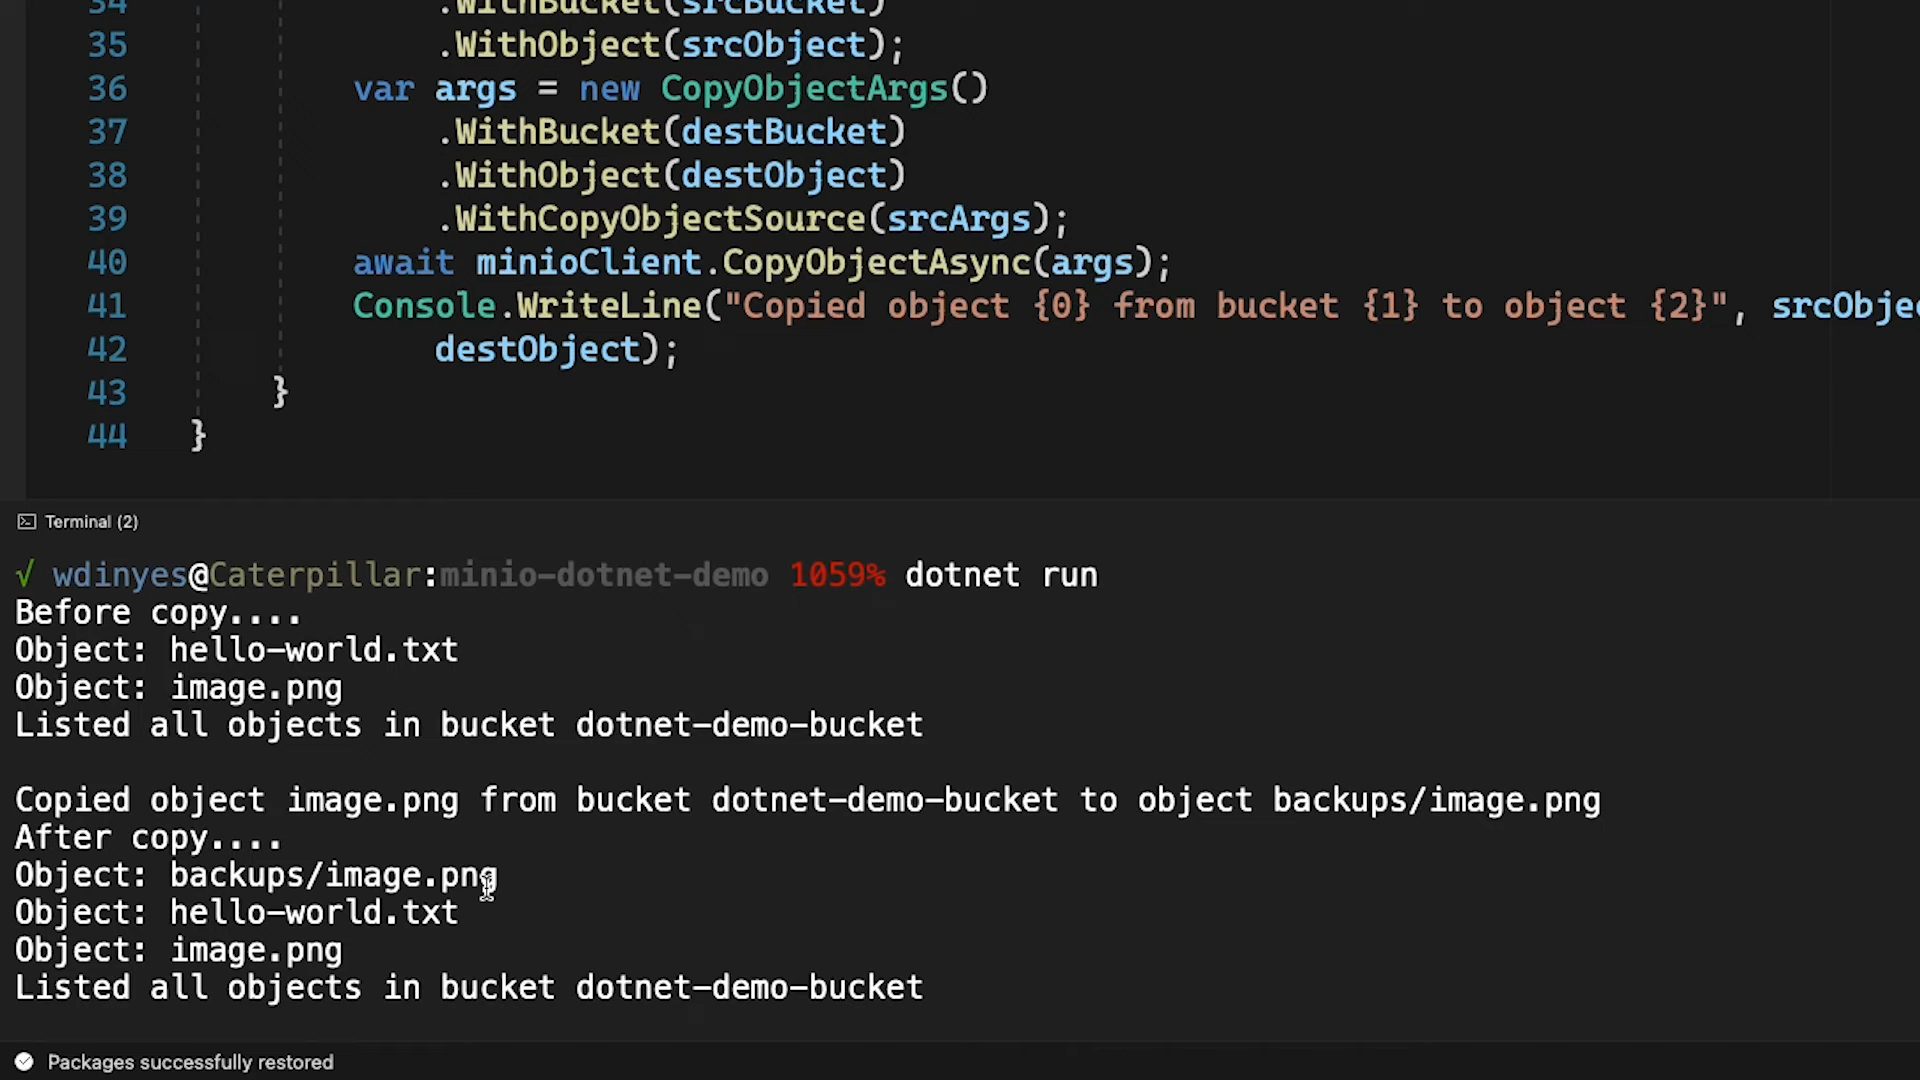 34 .WithBucket(srcBucket)
35 .WithObject(srcObject);
36 var args = new CopyObjectArgs()
37 .WithBucket(destBucket)
38 .WithObject(destObject)
39 .WithCopyObjectSource(srcArgs);
40 await minioClient.CopyObjectAsync(args);
41 Console.WriteLine("Copied object {0} from bucket {1} to object {2}", srcObjec
42 destObject);
43 }
44 }
Terminal (2)
√ wdinyes@Caterpillar:minio-dotnet-demo 1059% dotnet run
Before copy....
Object: hello-world.txt
Object: image.png
Listed all objects in bucket dotnet-demo-bucket
Copied object image.png from bucket dotnet-demo-bucket to object backups/image.png
After copy....
Object: backups/image.png
Object: hello-world.txt
Object: image.png
Listed all objects in bucket dotnet-demo-bucket
Packages successfully restored